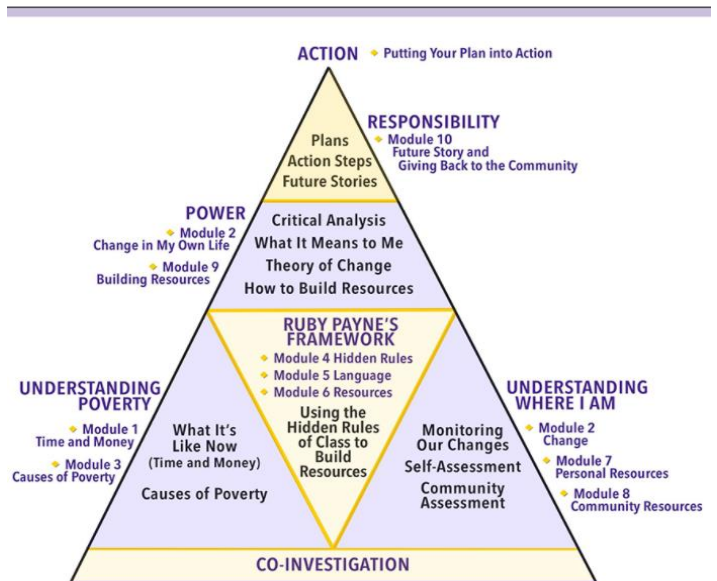 ACTION
Putting Your Plan into Action
Plans
Action Steps
Future Stories
RESPONSIBILITY
Module 10
Future Story and
Giving Back to the Community
POWER
Module 2
Change in My Own Life
Module 9
Building Resources
Critical Analysis
What It Means to Me
Theory of Change
How to Build Resources
RUBY PAYNE'S
FRAMEWORK
Module 4 Hidden Rules
Module 5 Language
Module 6 Resources
Using the
Hidden Rules
of Class to
Build
Resources
UNDERSTANDING
POVERTY
Module 1
Time and Money
Module 3
Causes of Poverty
What It's
Like Now
(Time and Money)
Causes of Poverty
Monitoring
Our Changes
Self-Assessment
Community
Assessment
UNDERSTANDING
WHERE I AM
Module 2
Change
Module 7
Personal Resources
Module 8
Community Resources
CO-INVESTIGATION